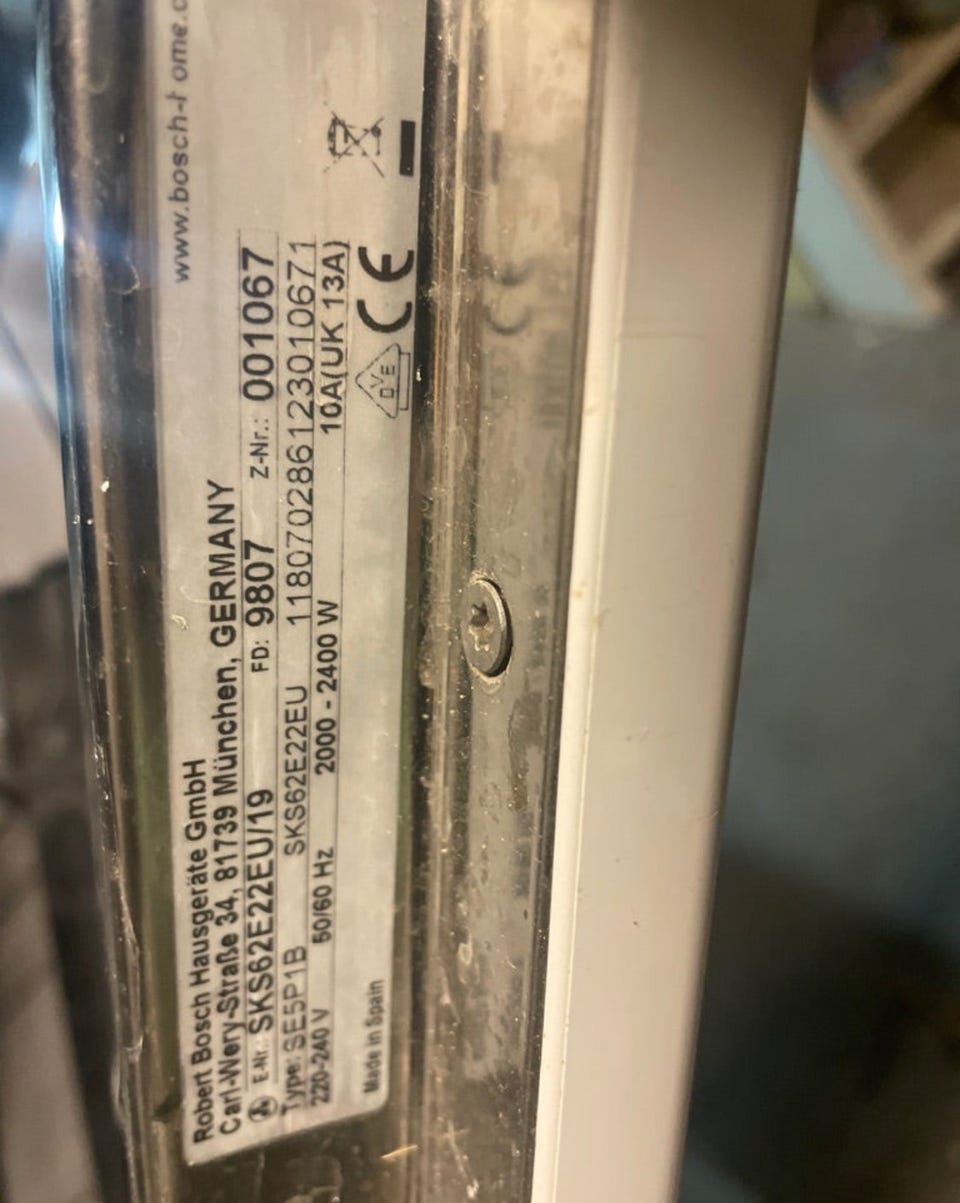 www.bosch-home.c
Robert Bosch Hausgeräte GmbH
Carl-Wery-Straße 34, 81739 München, GERMANY
E-Nr.: SKS62E22EU/19 FD: 9807 Z-Nr.: 001067
Type: SE5P1B SKS62E22EU 118070286123010671
220-240 V 50/60 Hz 2000 - 2400 W 10A(UK 13A)
Made in Spain
DVE
CE